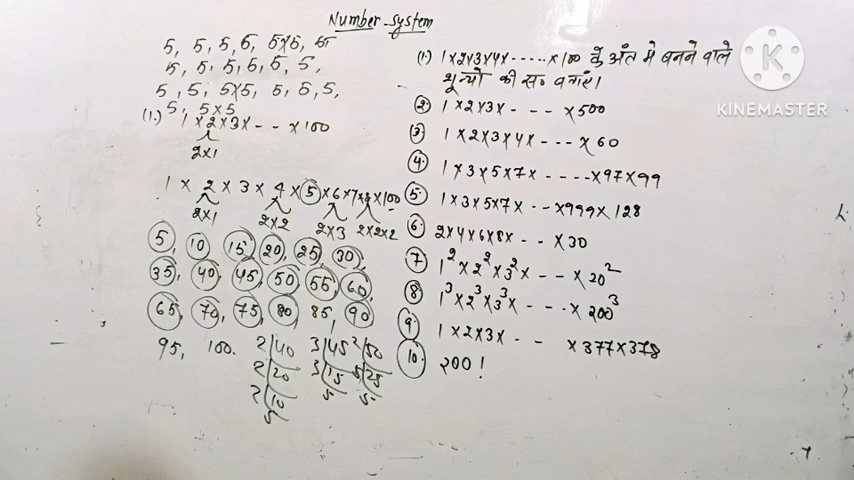 Number-system
5, 5, 5, 5, 5×5, 5
5, 5, 5, 5, 5, 5,
5, 5, 5×5, 5, 5, 5,
5, 5×5
(1.) 1×2×3×- - -×100
2×1
1 × 2 × 3 × 4 × 5 × 6 × 7 × 8 × 100
2×1 2×2 2×3 2×2×2
5, 10 15, 20, 25, 30,
35, 40, 45, 50, 55, 60,
65, 70, 75, 80, 85, 90
95, 100. 2/40 3/45 2/50
2/20 3/15 5/25
2/10 5 5
5
(1.) 1×2×3×4×-----×100 के अंत मे बनने वाले
शून्यो की सं० बताएं।
② 1×2×3×- - - ×500
③ 1×2×3×4×- - -×60
④ 1×3×5×7×- - - - -×97×99
⑤ 1×3×5×7×- - -×999×128
⑥ 2×4×6×8×- - ×30
⑦ 1²×2²×3²×- - - ×20²
⑧ 1³×2³×3³×- - - - ×200³
⑨ 1×2×3×- - - ×377×378
⑩ 200!
KINEMASTER